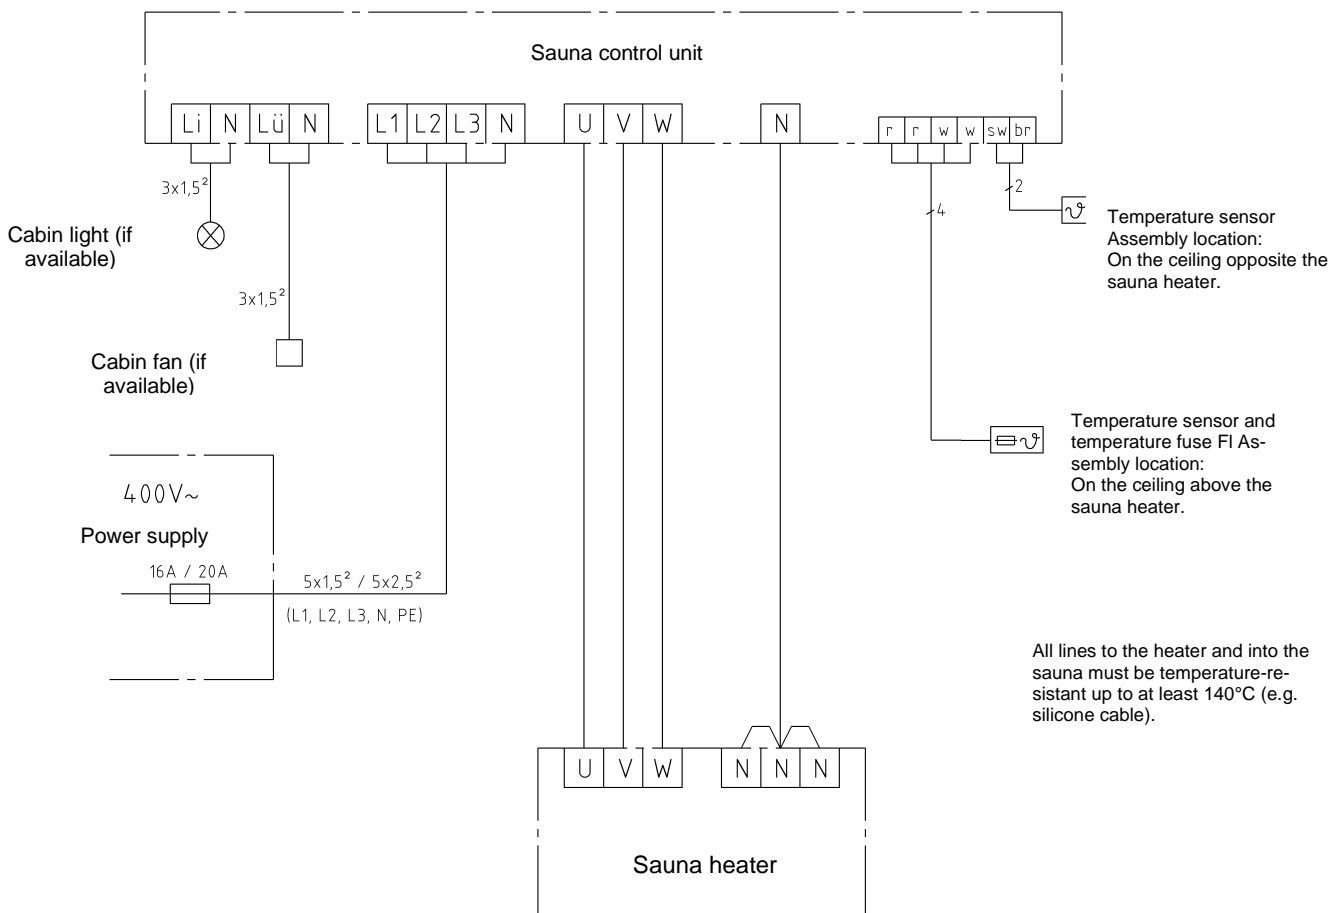 Sauna control unit
Li N Lü N L1 L2 L3 N U V W N r r w w sw br
3x1,5²
2
4
Cabin light (if
available)
Temperature sensor
Assembly location:
On the ceiling opposite the
sauna heater.
3x1,5²
Cabin fan (if
available)
Temperature sensor and
temperature fuse FI As-
sembly location:
On the ceiling above the
sauna heater.
400V~
Power supply
16A / 20A
5x1,5² / 5x2,5²
(L1, L2, L3, N, PE)
All lines to the heater and into the
sauna must be temperature-re-
sistant up to at least 140°C (e.g.
silicone cable).
U V W N N N
Sauna heater